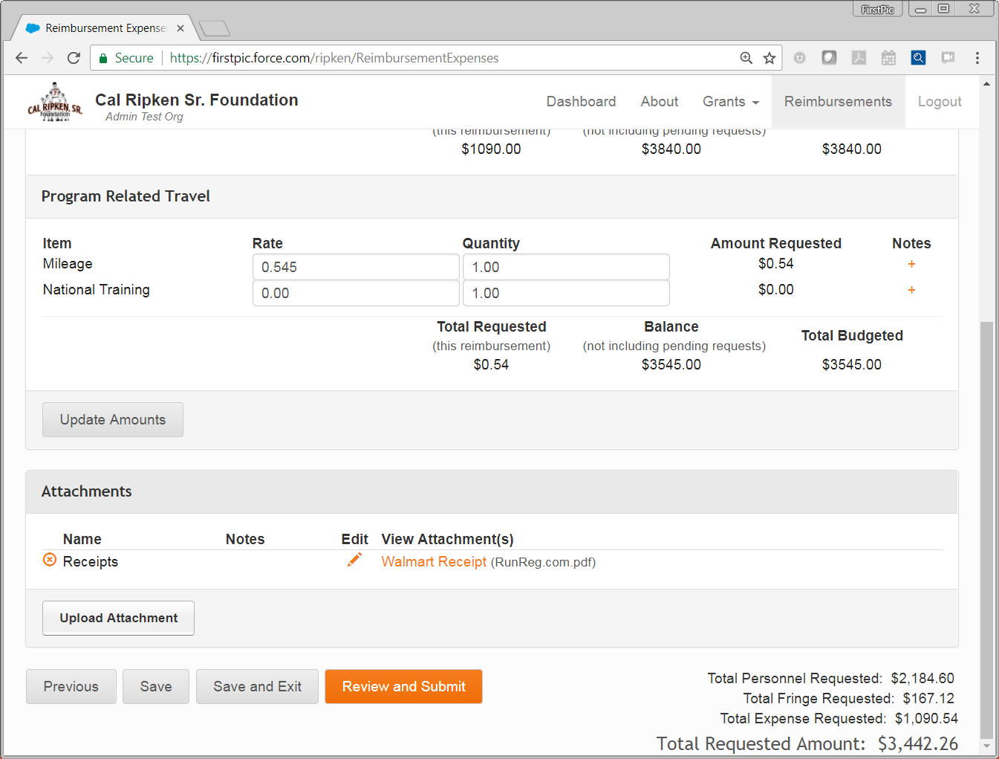 FirstPic
Reimbursement Expense
Secure https://firstpic.force.com/ripken/ReimbursementExpenses
CAL RIPKEN, SR.
Foundation
Cal Ripken Sr. Foundation
Admin Test Org
Dashboard About Grants Reimbursements Logout
(this reimbursement) (not including pending requests)
$1090.00 $3840.00 $3840.00
Program Related Travel
Item Rate Quantity Amount Requested Notes
Mileage 0.545 1.00 $0.54 +
National Training 0.00 1.00 $0.00 +
Total Requested Balance Total Budgeted
(this reimbursement) (not including pending requests)
$0.54 $3545.00 $3545.00
Update Amounts
Attachments
Name Notes Edit View Attachment(s)
Receipts Walmart Receipt (RunReg.com.pdf)
Upload Attachment
Previous Save Save and Exit Review and Submit
Total Personnel Requested: $2,184.60
Total Fringe Requested: $167.12
Total Expense Requested: $1,090.54
Total Requested Amount: $3,442.26